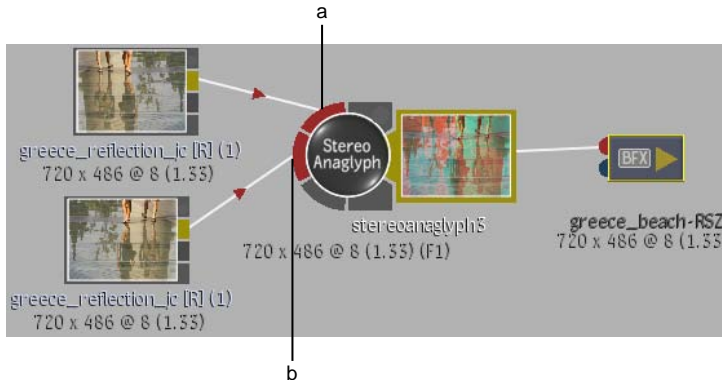 a
greece_reflection_jc [R] (1)
720 x 486 @ 8 (1.33)
Stereo
Anaglyph
stereoanaglyph3
720 x 486 @ 8 (1.33) (F1)
BFX
greece_beach-RSZ
720 x 486 @ 8 (1.33
greece_reflection_jc [R] (1)
720 x 486 @ 8 (1.33)
b